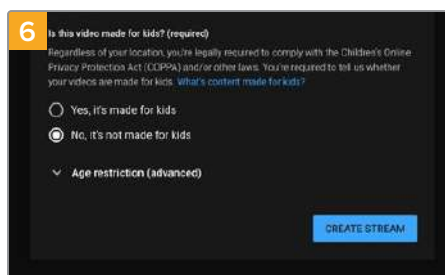 6
Is this video made for kids? (required)
Regardless of your location, you're legally required to comply with the Children's Online
Privacy Protection Act (COPPA) and/or other laws. You're required to tell us whether
your videos are made for kids. What's content made for kids?
Yes, it's made for kids
No, it's not made for kids
Age restriction (advanced)
CREATE STREAM